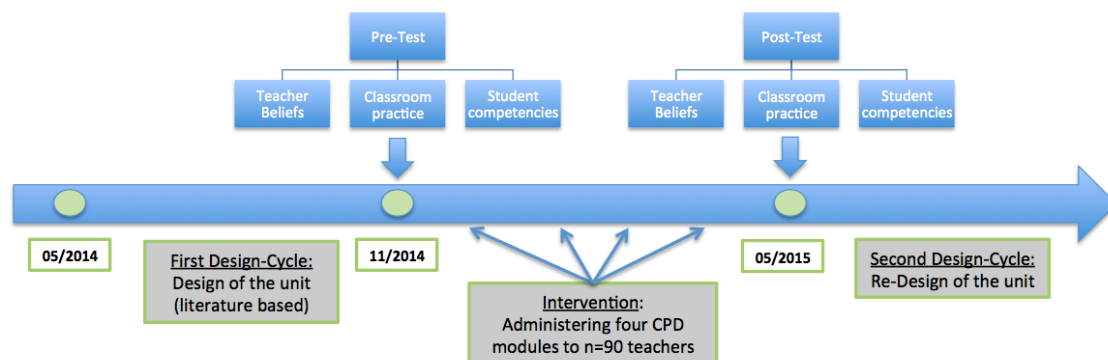 Pre-Test
Post-Test
Teacher
Beliefs
Classroom
practice
Student
competencies
Teacher
Beliefs
Classroom
practice
Student
competencies
05/2014
First Design-Cycle:
Design of the unit
(literature based)
11/2014
Intervention:
Administering four CPD
modules to n=90 teachers
05/2015
Second Design-Cycle:
Re-Design of the unit